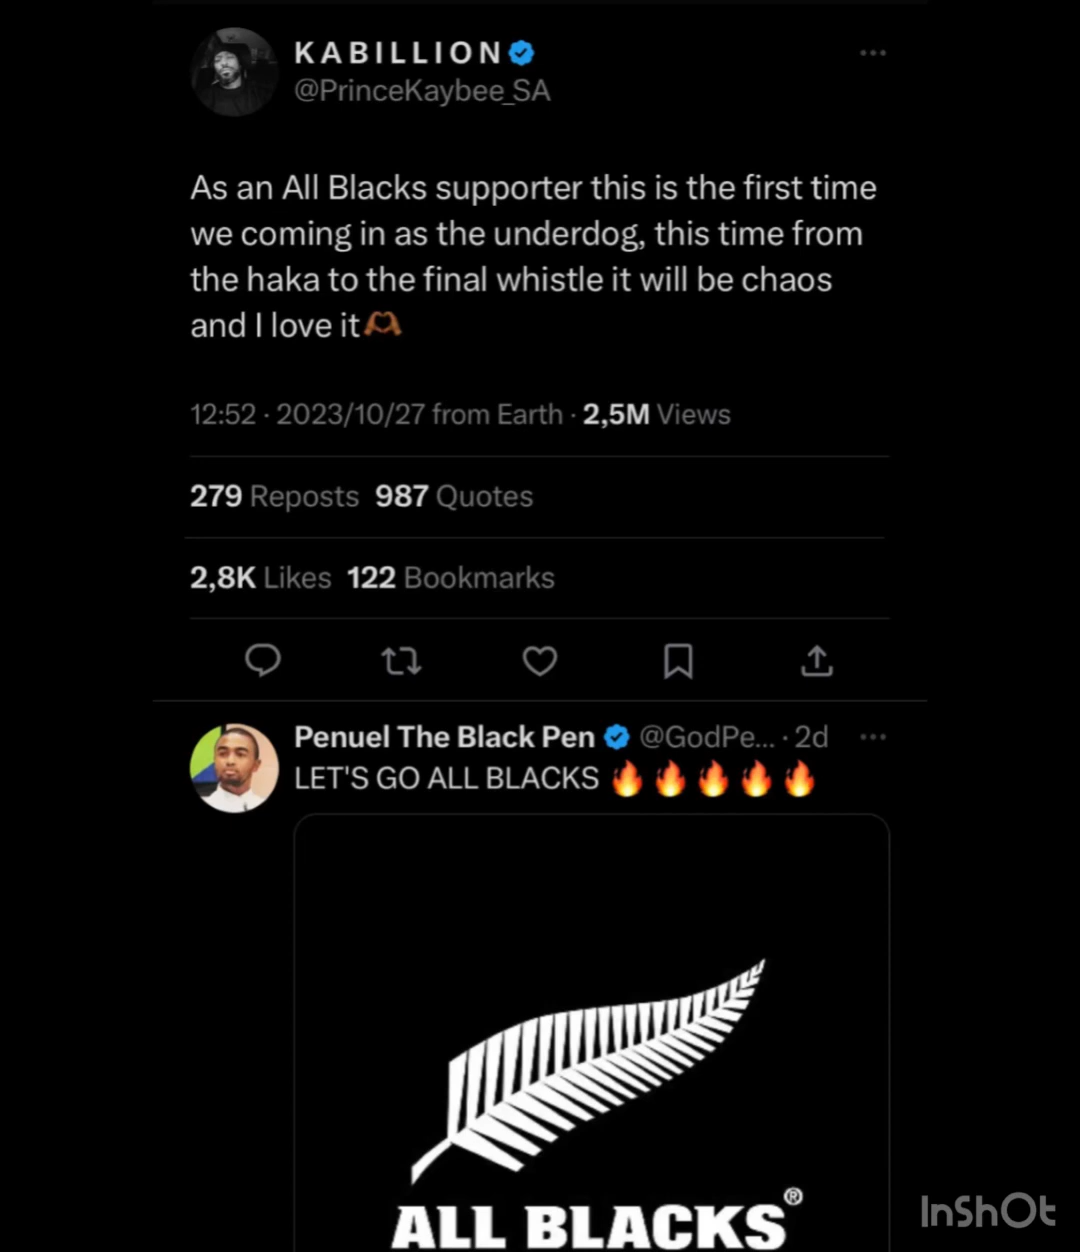 KABILLION
@PrinceKaybee_SA
As an All Blacks supporter this is the first time
we coming in as the underdog, this time from
the haka to the final whistle it will be chaos
and I love it🫶🏾
12:52 · 2023/10/27 from Earth · 2,5M Views
279 Reposts 987 Quotes
2,8K Likes 122 Bookmarks
Penuel The Black Pen @GodPe... · 2d
LET'S GO ALL BLACKS 🔥🔥🔥🔥🔥
ALL BLACKS®
InShOt